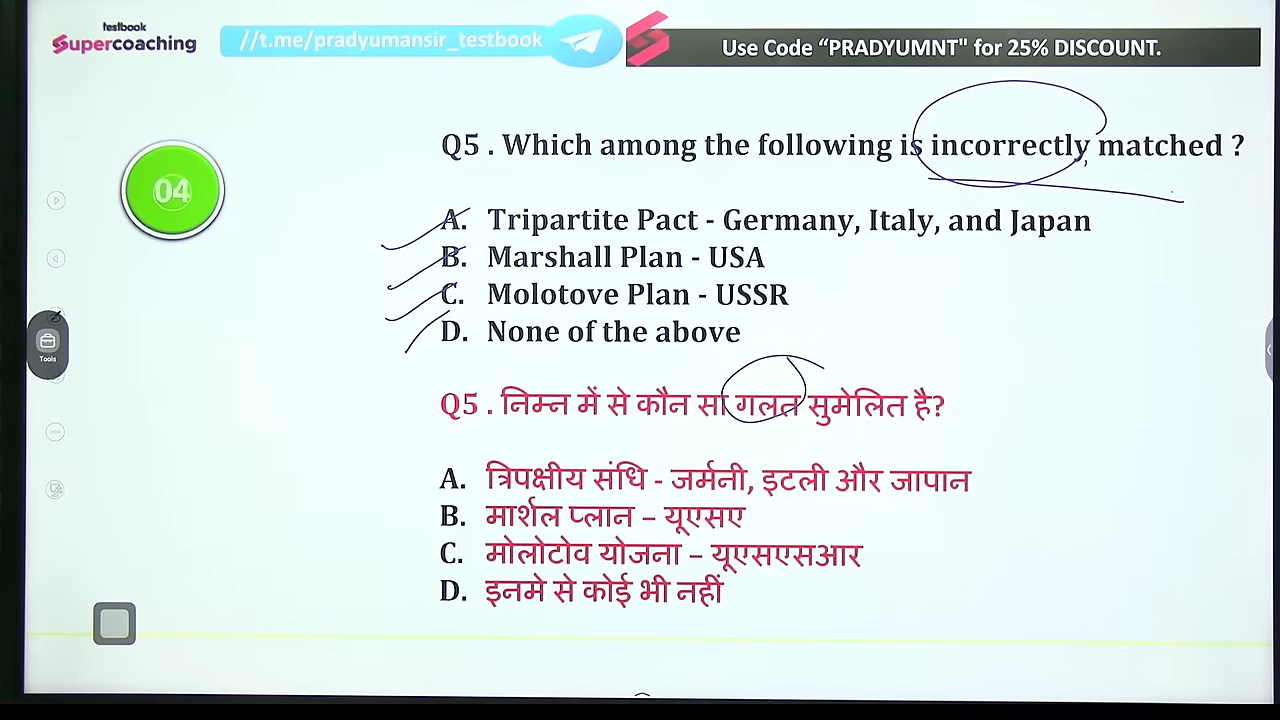 testbook
Supercoaching
//t.me/pradyumansir_testbook
Use Code “PRADYUMNT" for 25% DISCOUNT.
04
Q5 . Which among the following is incorrectly matched ?
A. Tripartite Pact - Germany, Italy, and Japan
B. Marshall Plan - USA
C. Molotove Plan - USSR
D. None of the above
Tools
Q5 . निम्न में से कौन सा गलत सुमेलित है?
A. त्रिपक्षीय संधि - जर्मनी, इटली और जापान
B. मार्शल प्लान – यूएसए
C. मोलोटोव योजना – यूएसएसआर
D. इनमे से कोई भी नहीं